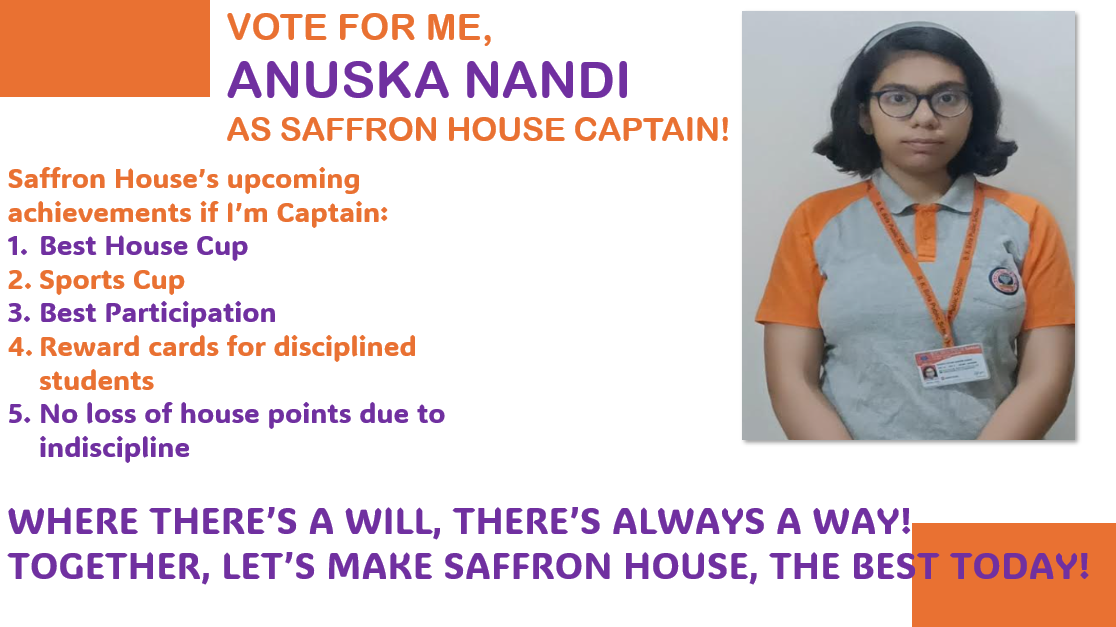 VOTE FOR ME,
ANUSKA NANDI
AS SAFFRON HOUSE CAPTAIN!
Saffron House’s upcoming
achievements if I’m Captain:
1. Best House Cup
2. Sports Cup
3. Best Participation
4. Reward cards for disciplined
students
5. No loss of house points due to
indiscipline
WHERE THERE’S A WILL, THERE’S ALWAYS A WAY!
TOGETHER, LET’S MAKE SAFFRON HOUSE, THE BEST TODAY!